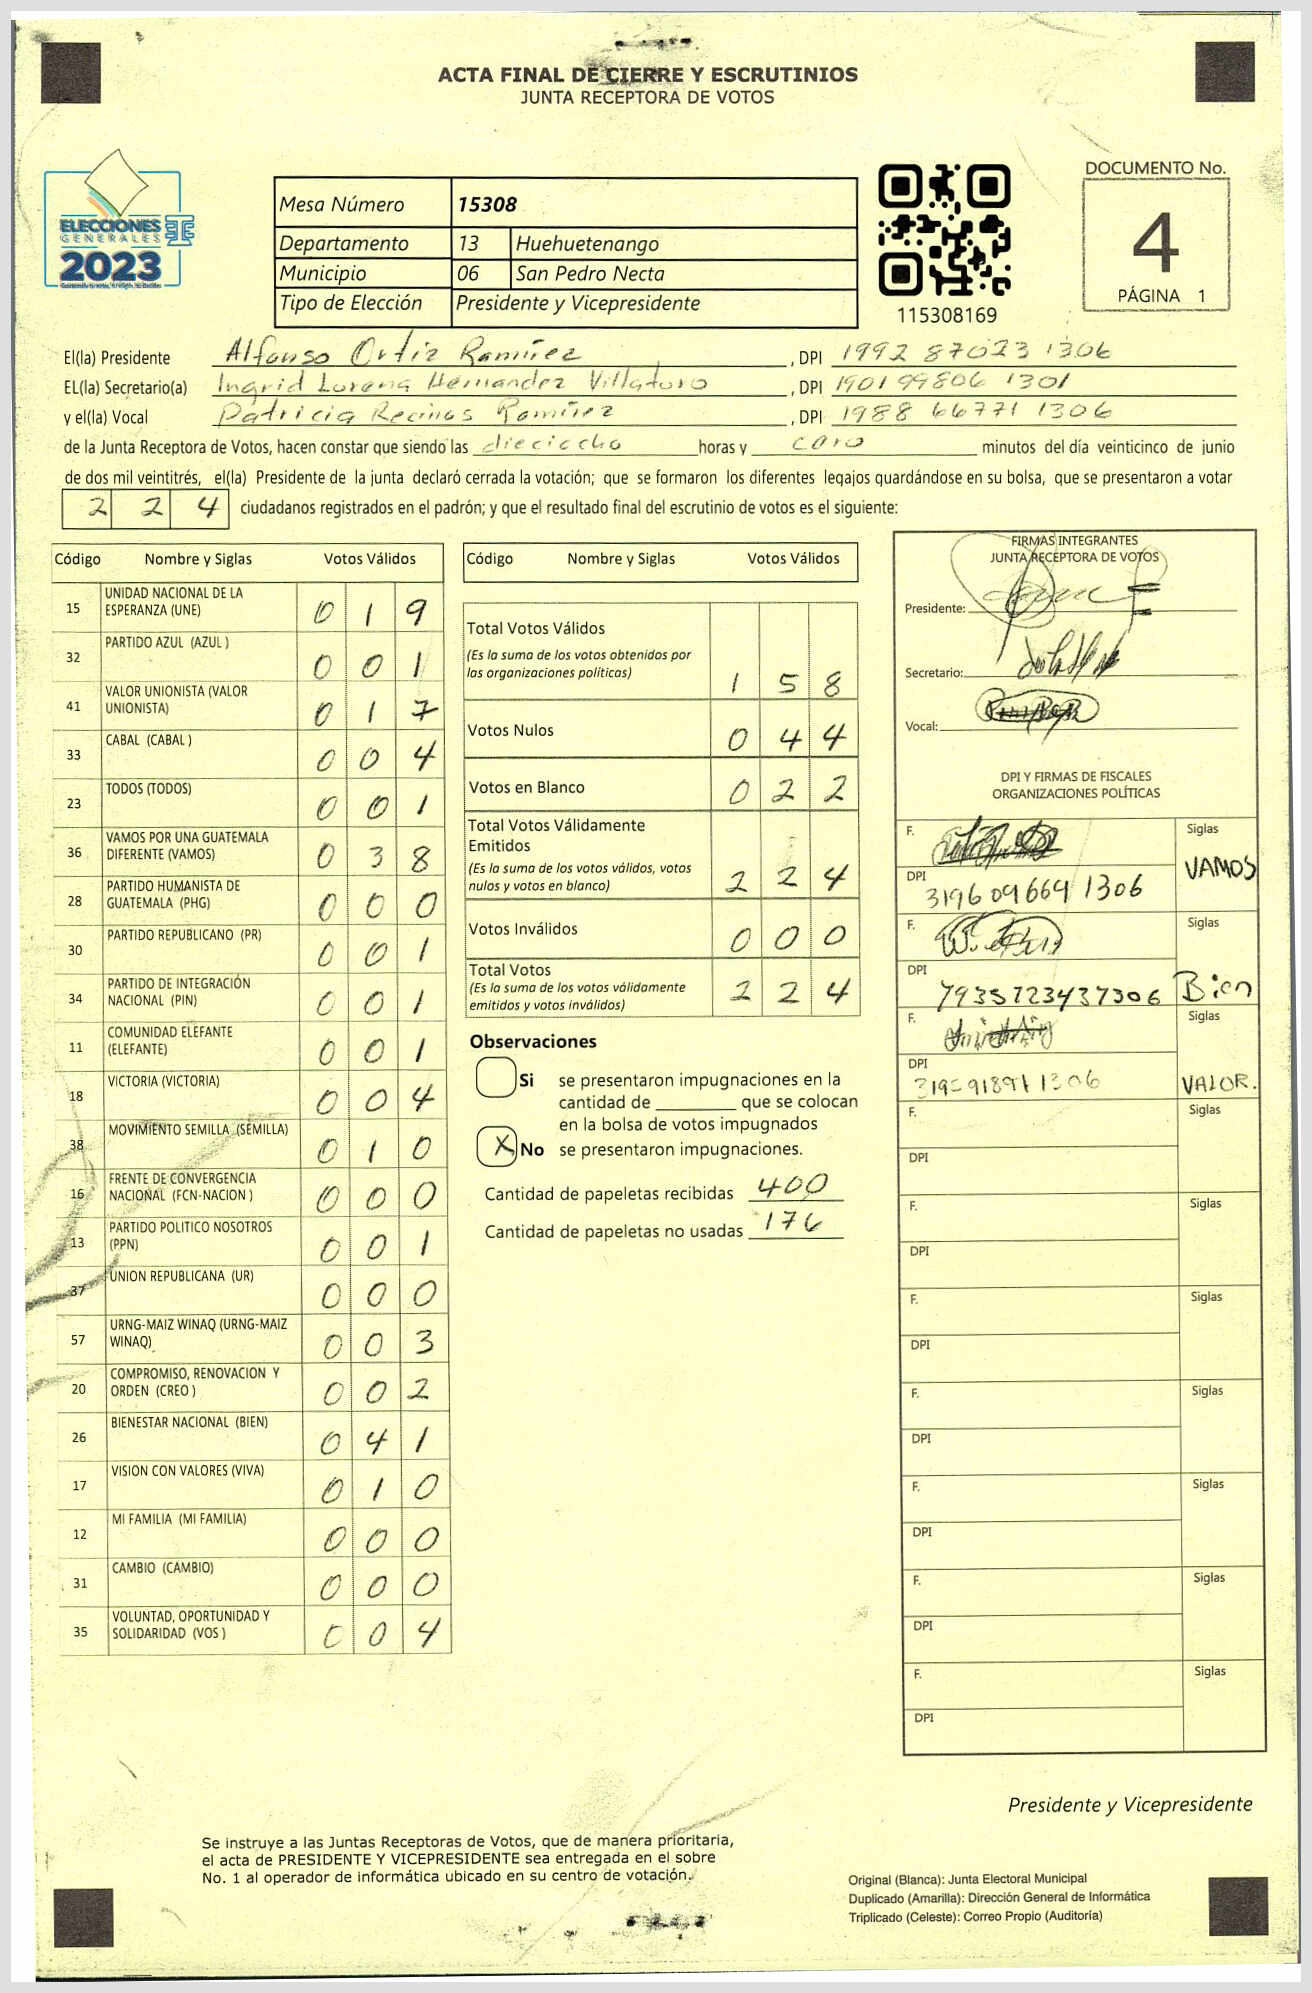 ACTA FINAL DE CIERRE Y ESCRUTINIOS
JUNTA RECEPTORA DE VOTOS
ELECCIONES
GENERALES
2023
Mesa Número 15308
Departamento 13 Huehuetenango
Municipio 06 San Pedro Necta
Tipo de Elección Presidente y Vicepresidente
115308169
DOCUMENTO No.
4
PÁGINA 1
El(la) Presidente Alfonso Ortiz Ramírez, DPI 1992 87023 1306
EL(la) Secretario(a) Ingrid Lorena Hernandez Villatoro, DPI 1901 99806 1301
y el(la) Vocal Patricia Recinos Ramírez, DPI 1988 66771 1306
de la Junta Receptora de Votos, hacen constar que siendo las dieciocho horas y cero minutos del día veinticinco de junio
de dos mil veintitrés, el(la) Presidente de la junta declaró cerrada la votación; que se formaron los diferentes legajos quardándose en su bolsa, que se presentaron a votar
2 2 4 ciudadanos registrados en el padrón; y que el resultado final del escrutinio de votos es el siguiente:
Código Nombre y Siglas Votos Válidos
15 UNIDAD NACIONAL DE LA ESPERANZA (UNE) 0 1 9
32 PARTIDO AZUL (AZUL ) 0 0 1
41 VALOR UNIONISTA (VALOR UNIONISTA) 0 1 7
33 CABAL (CABAL ) 0 0 4
23 TODOS (TODOS) 0 0 1
36 VAMOS POR UNA GUATEMALA DIFERENTE (VAMOS) 0 3 8
28 PARTIDO HUMANISTA DE GUATEMALA (PHG) 0 0 0
30 PARTIDO REPUBLICANO (PR) 0 0 1
34 PARTIDO DE INTEGRACIÓN NACIONAL (PIN) 0 0 1
11 COMUNIDAD ELEFANTE (ELEFANTE) 0 0 1
18 VICTORIA (VICTORIA) 0 0 4
38 MOVIMIENTO SEMILLA (SEMILLA) 0 1 0
16 FRENTE DE CONVERGENCIA NACIONAL (FCN-NACION ) 0 0 0
13 PARTIDO POLITICO NOSOTROS (PPN) 0 0 1
37 UNION REPUBLICANA (UR) 0 0 0
57 URNG-MAIZ WINAQ (URNG-MAIZ WINAQ) 0 0 3
20 COMPROMISO, RENOVACION Y ORDEN (CREO ) 0 0 2
26 BIENESTAR NACIONAL (BIEN) 0 4 1
17 VISION CON VALORES (VIVA) 0 1 0
12 MI FAMILIA (MI FAMILIA) 0 0 0
31 CAMBIO (CAMBIO) 0 0 0
35 VOLUNTAD, OPORTUNIDAD Y SOLIDARIDAD (VOS ) 0 0 4
Código Nombre y Siglas Votos Válidos
Total Votos Válidos
(Es la suma de los votos obtenidos por
las organizaciones políticas) 1 5 8
Votos Nulos 0 4 4
Votos en Blanco 0 2 2
Total Votos Válidamente
Emitidos
(Es la suma de los votos válidos, votos
nulos y votos en blanco) 2 2 4
Votos Inválidos 0 0 0
Total Votos
(Es la suma de los votos válidamente
emitidos y votos inválidos) 2 2 4
Observaciones
Si se presentaron impugnaciones en la
cantidad de ________ que se colocan
en la bolsa de votos impugnados
X No se presentaron impugnaciones.
Cantidad de papeletas recibidas 400
Cantidad de papeletas no usadas 176
FIRMAS INTEGRANTES
JUNTA RECEPTORA DE VOTOS
Presidente:
Secretario:
Vocal:
DPI Y FIRMAS DE FISCALES
ORGANIZACIONES POLÍTICAS
F. Siglas
VAMOS
DPI 3196 09669 1306
F. Siglas
DPI 7935723437306 Bien
F. Siglas
DPI 1306 VALOR.
F. Siglas
DPI
F. Siglas
DPI
F. Siglas
DPI
F. Siglas
DPI
F. Siglas
DPI
F. Siglas
DPI
F. Siglas
DPI
Presidente y Vicepresidente
Se instruye a las Juntas Receptoras de Votos, que de manera prioritaria,
el acta de PRESIDENTE Y VICEPRESIDENTE sea entregada en el sobre
No. 1 al operador de informática ubicado en su centro de votación.
Original (Blanca): Junta Electoral Municipal
Duplicado (Amarilla): Dirección General de Informática
Triplicado (Celeste): Correo Propio (Auditoría)